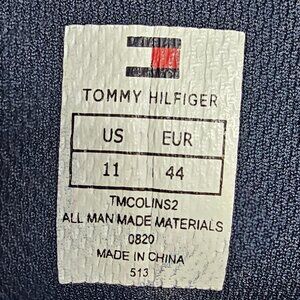 TOMMY HILFIGER
US EUR
11 44
TMCOLINS2
ALL MAN MADE MATERIALS
0820
MADE IN CHINA
513